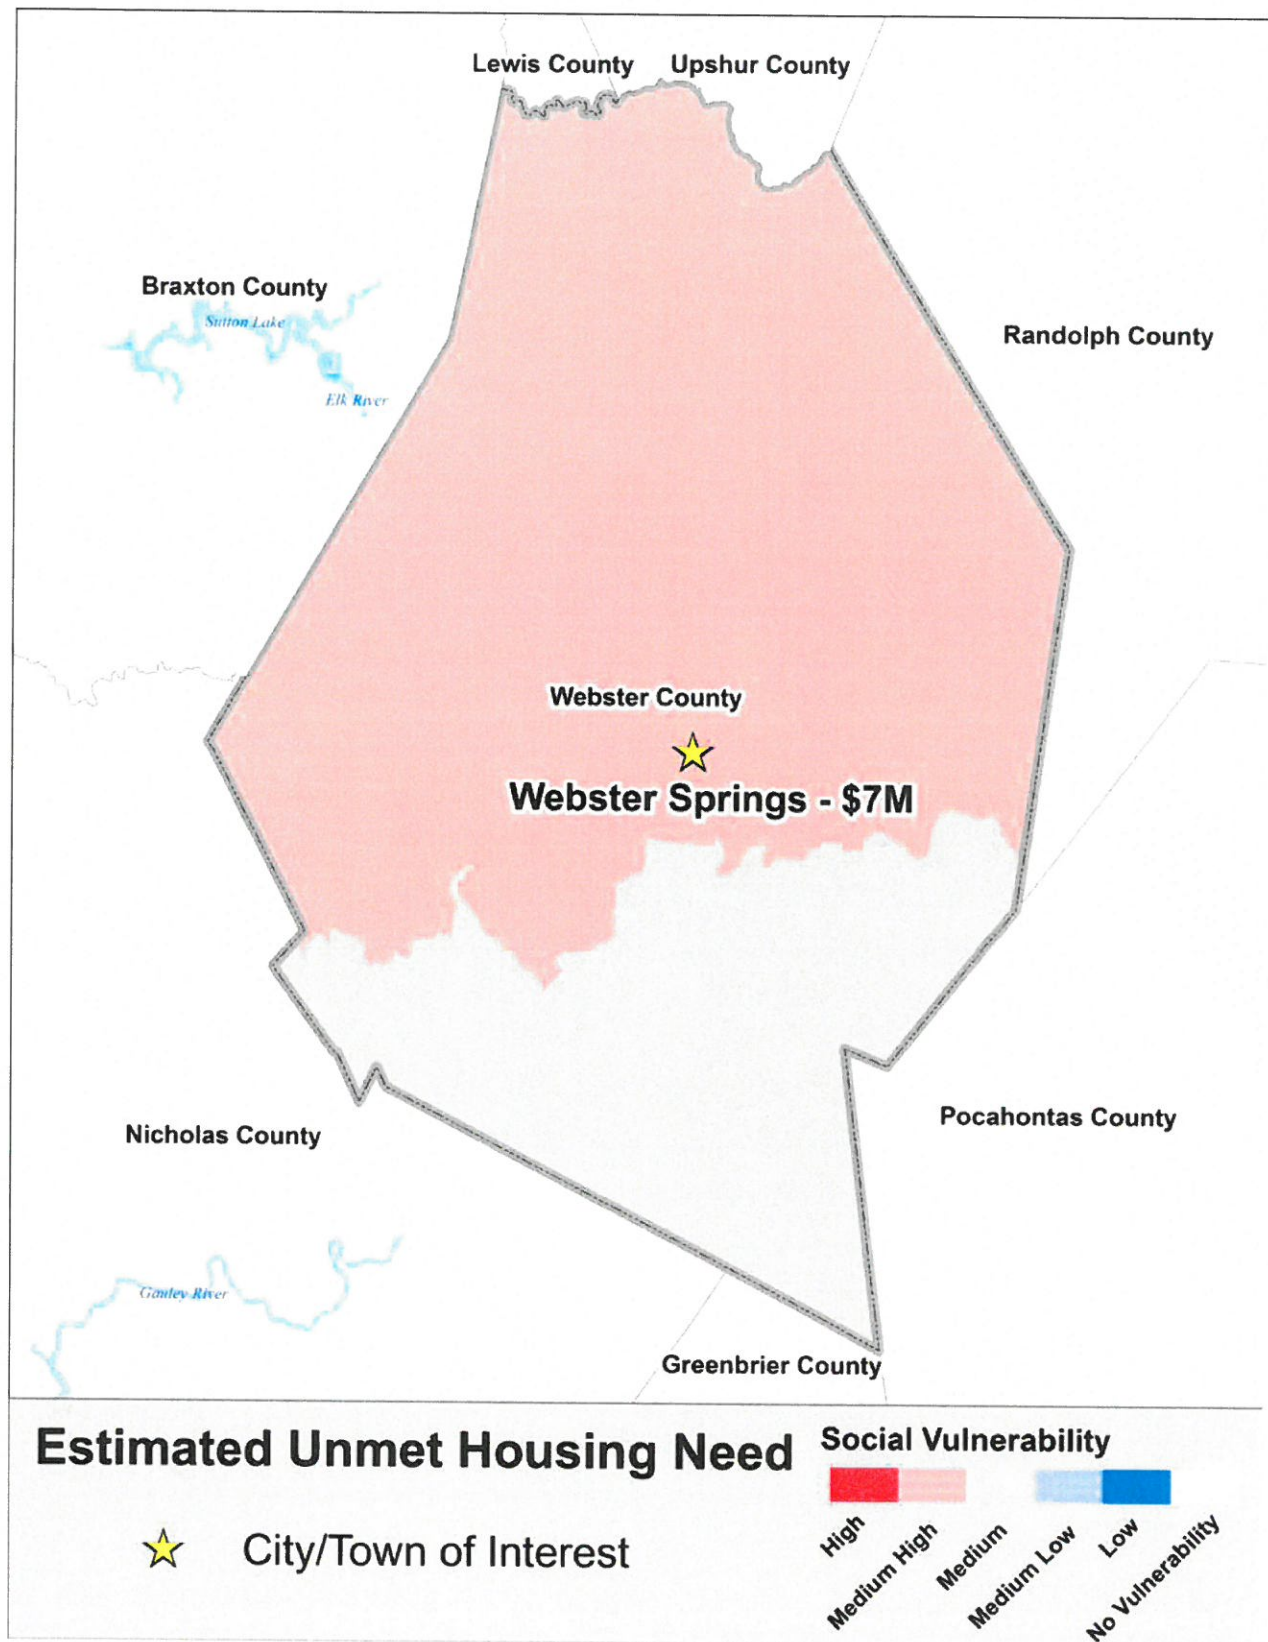 Lewis County
Upshur County
Braxton County
Sutton Lake
Randolph County
Elk River
Webster County
Webster Springs - $7M
Nicholas County
Pocahontas County
Gauley River
Greenbrier County
Estimated Unmet Housing Need
Social Vulnerability
City/Town of Interest
High
Medium High
Medium
Medium Low
Low
No Vulnerability